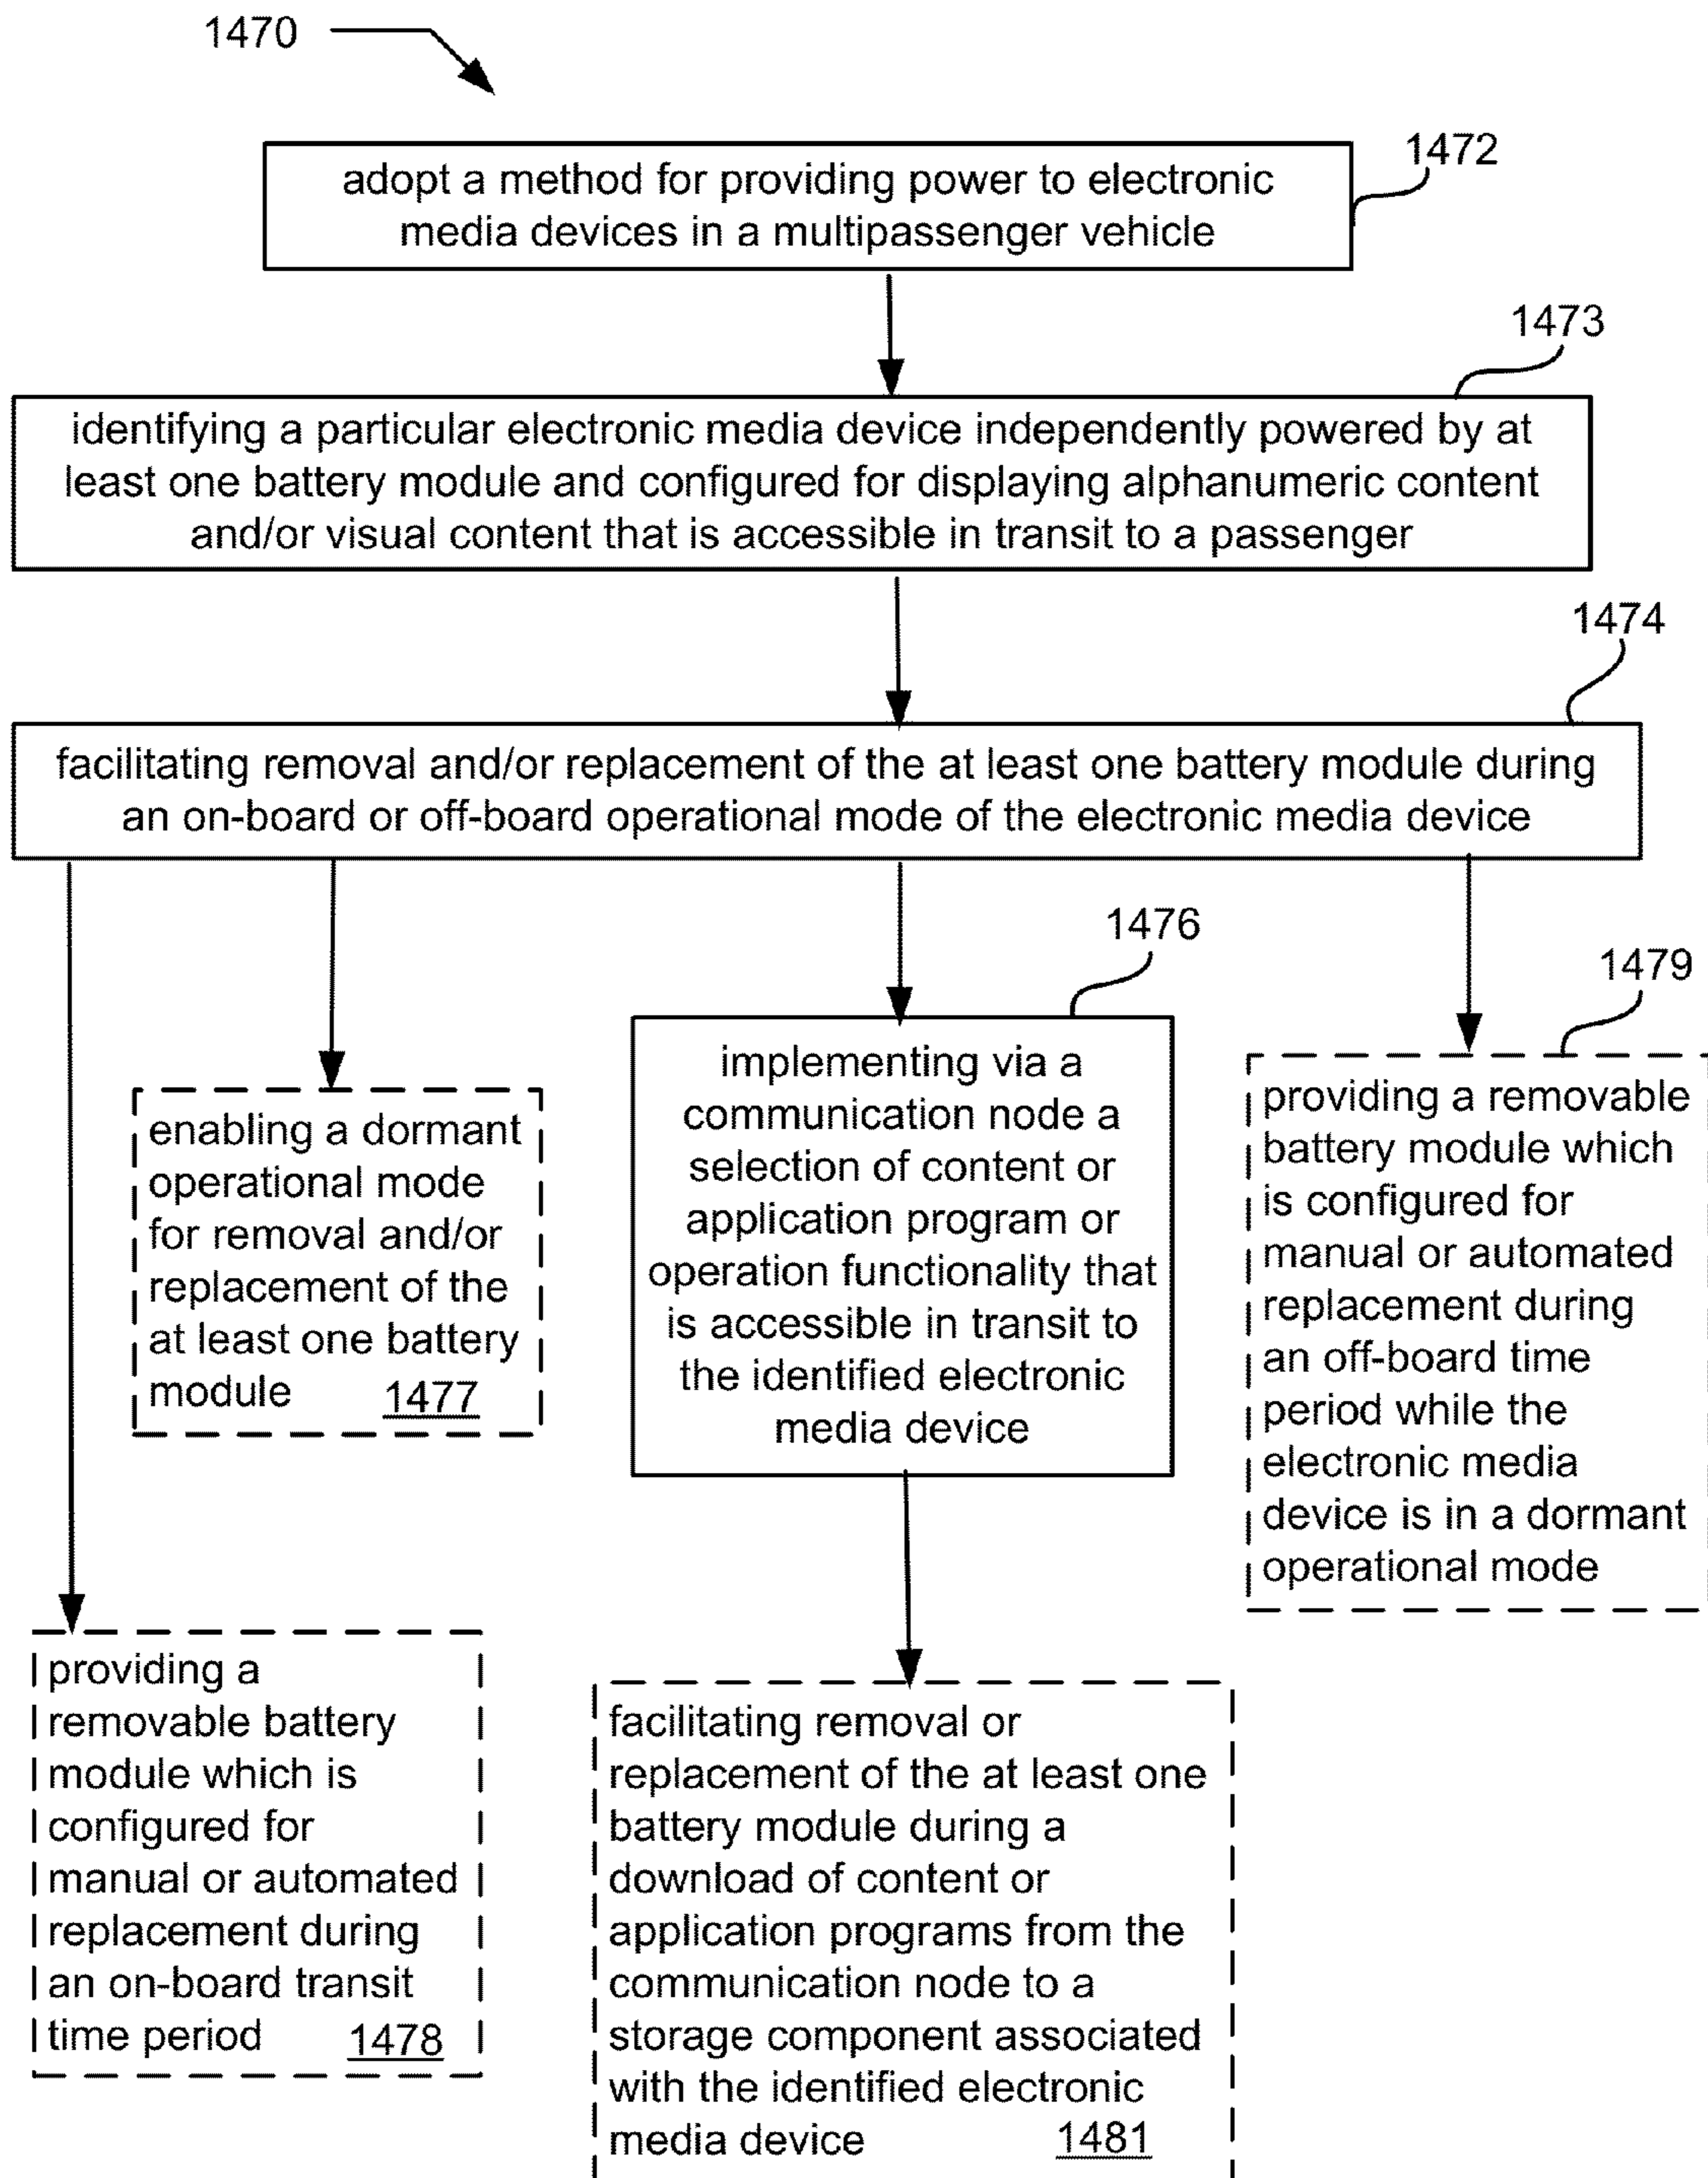 1470
1472
adopt a method for providing power to electronic
media devices in a multipassenger vehicle
1473
identifying a particular electronic media device independently powered by at
least one battery module and configured for displaying alphanumeric content
and/or visual content that is accessible in transit to a passenger
1474
facilitating removal and/or replacement of the at least one battery module during
an on-board or off-board operational mode of the electronic media device
enabling a dormant
operational mode
for removal and/or
replacement of the
at least one battery
module 1477
1476
implementing via a
communication node a
selection of content or
application program or
operation functionality that
is accessible in transit to
the identified electronic
media device
1479
providing a removable
battery module which
is configured for
manual or automated
replacement during
an off-board time
period while the
electronic media
device is in a dormant
operational mode
providing a
removable battery
module which is
configured for
manual or automated
replacement during
an on-board transit
time period 1478
facilitating removal or
replacement of the at least one
battery module during a
download of content or
application programs from the
communication node to a
storage component associated
with the identified electronic
media device 1481